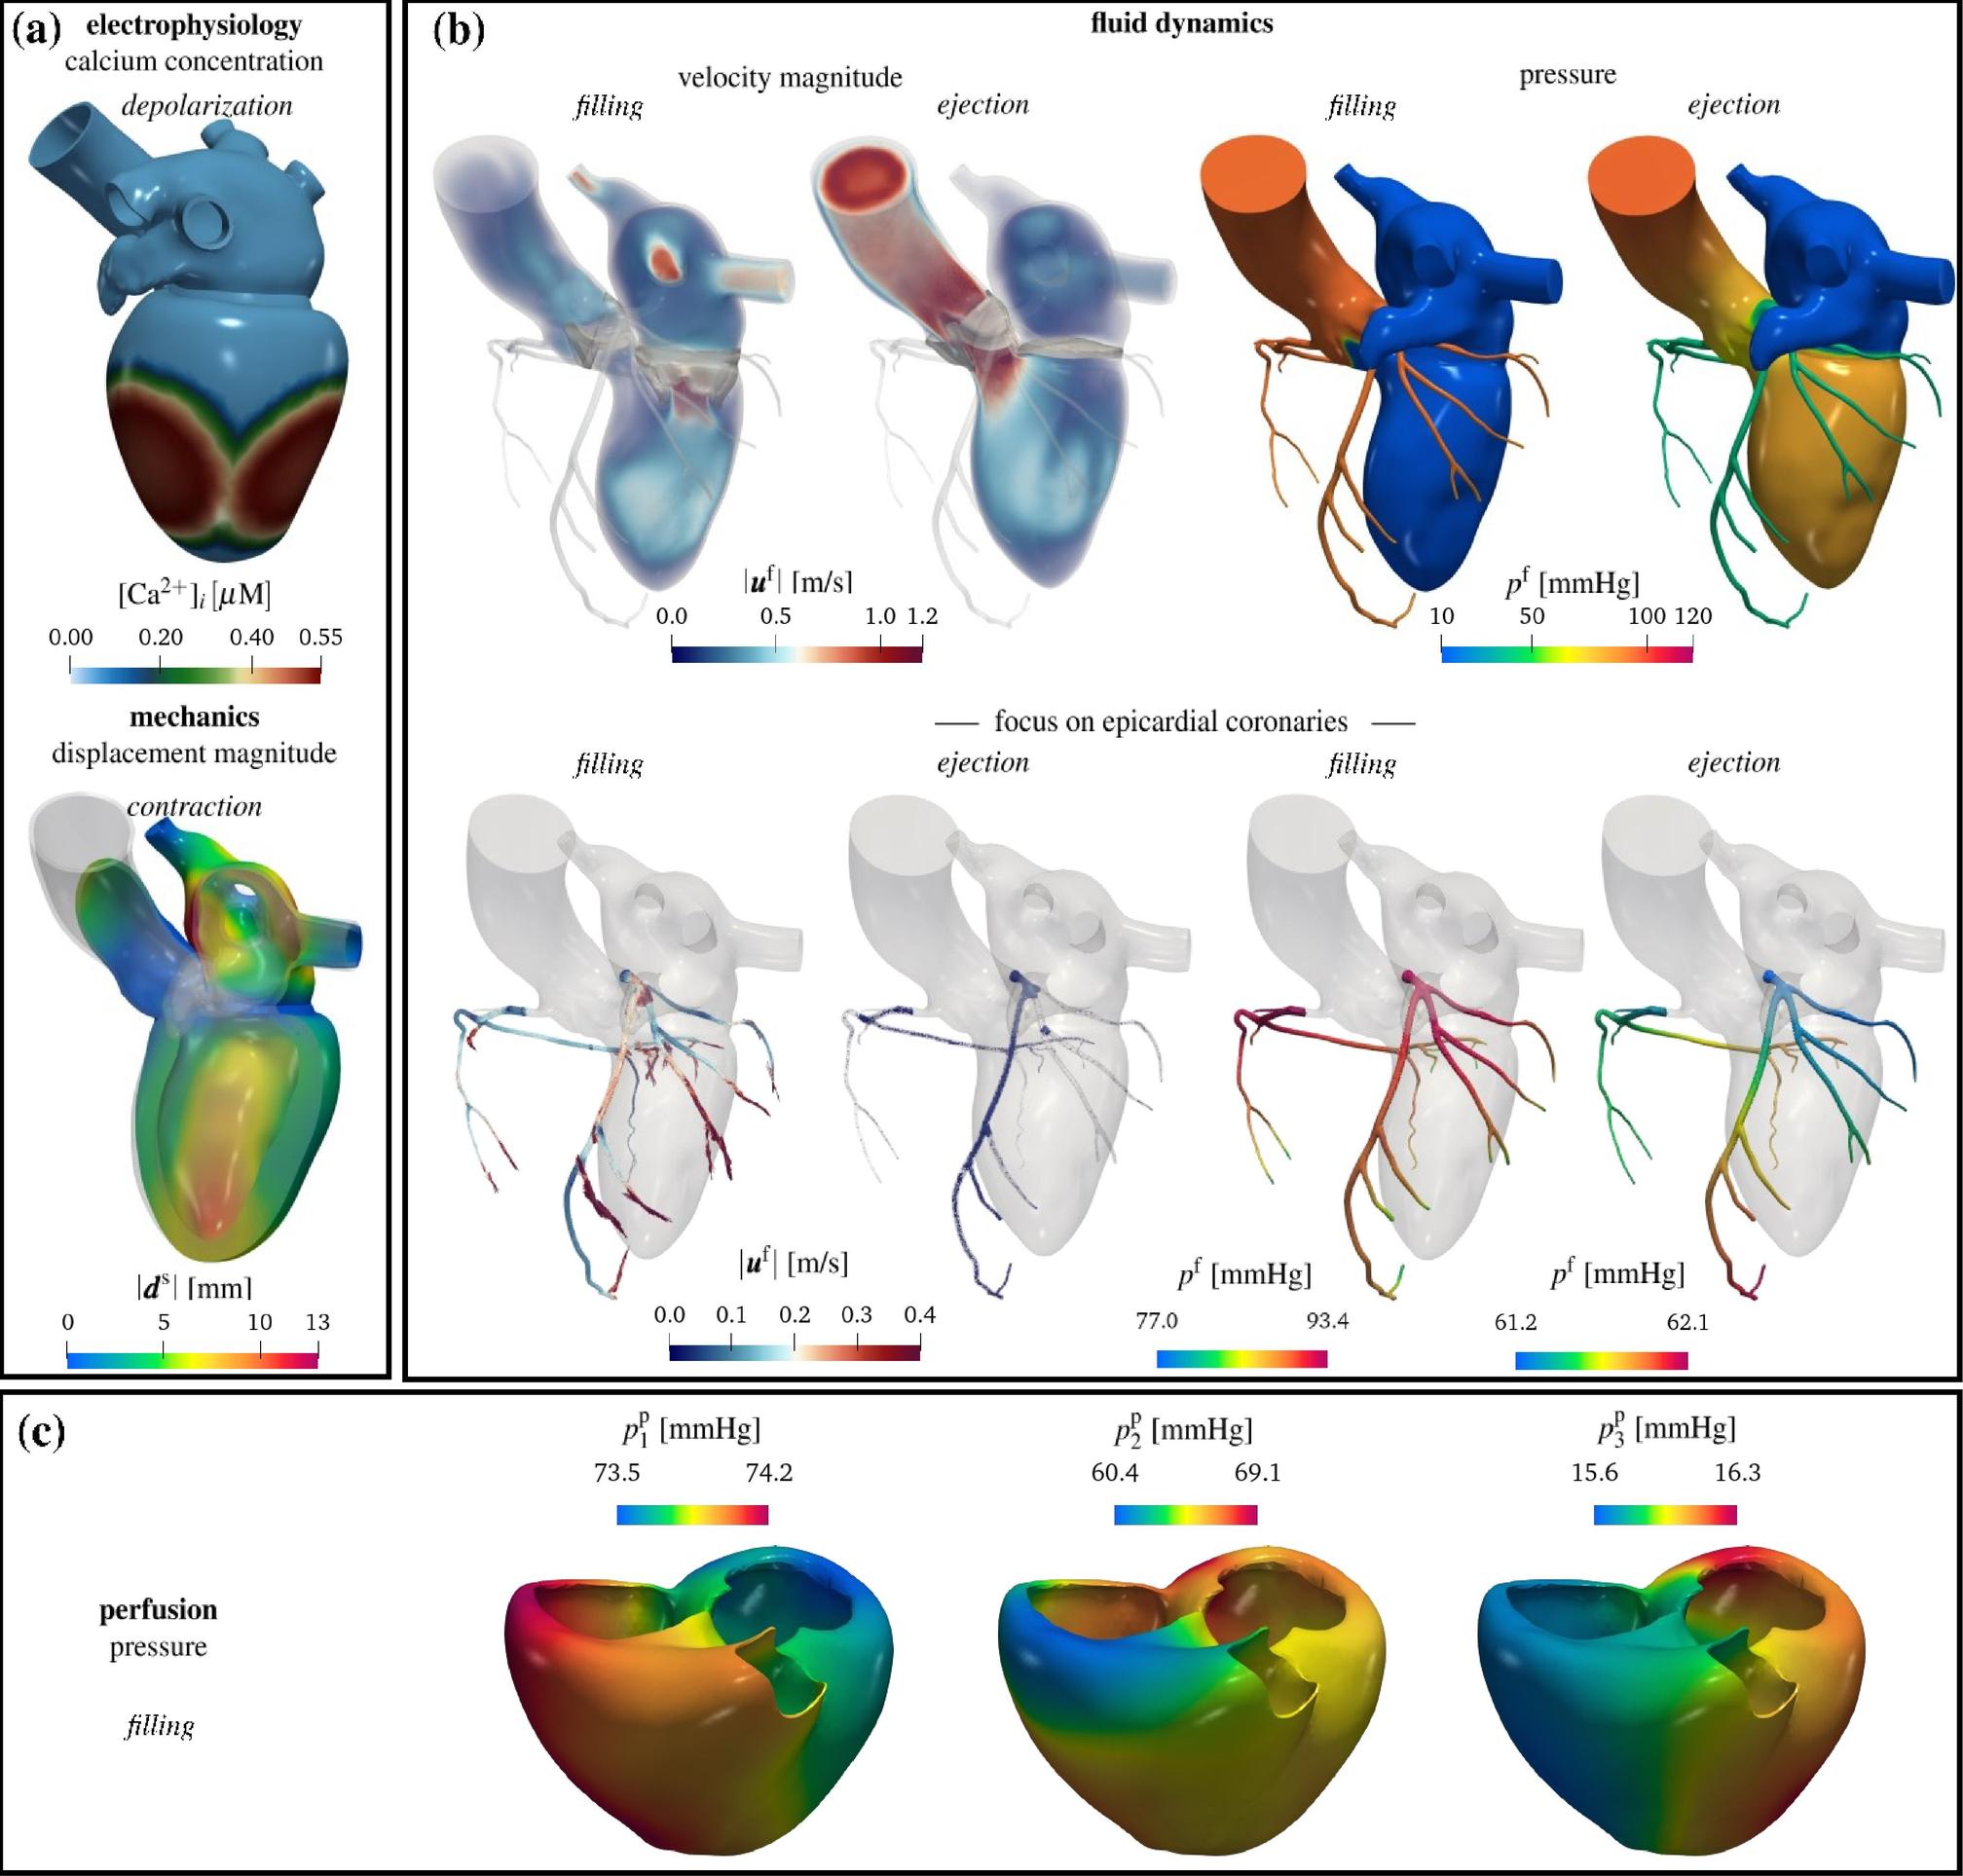 (a) electrophysiology
calcium concentration
depolarization
[Ca²⁺]ᵢ [μM]
0.00 0.20 0.40 0.55
mechanics
displacement magnitude
contraction
|dˢ| [mm]
0 5 10 13
(b) fluid dynamics
velocity magnitude pressure
filling ejection filling ejection
|uᶠ| [m/s] pᶠ [mmHg]
0.0 0.5 1.0 1.2 10 50 100 120
focus on epicardial coronaries
filling ejection filling ejection
|uᶠ| [m/s] pᶠ [mmHg] pᶠ [mmHg]
0.0 0.1 0.2 0.3 0.4 77.0 93.4 61.2 62.1
(c) p₁ᵖ [mmHg] p₂ᵖ [mmHg] p₃ᵖ [mmHg]
73.5 74.2 60.4 69.1 15.6 16.3
perfusion
pressure
filling